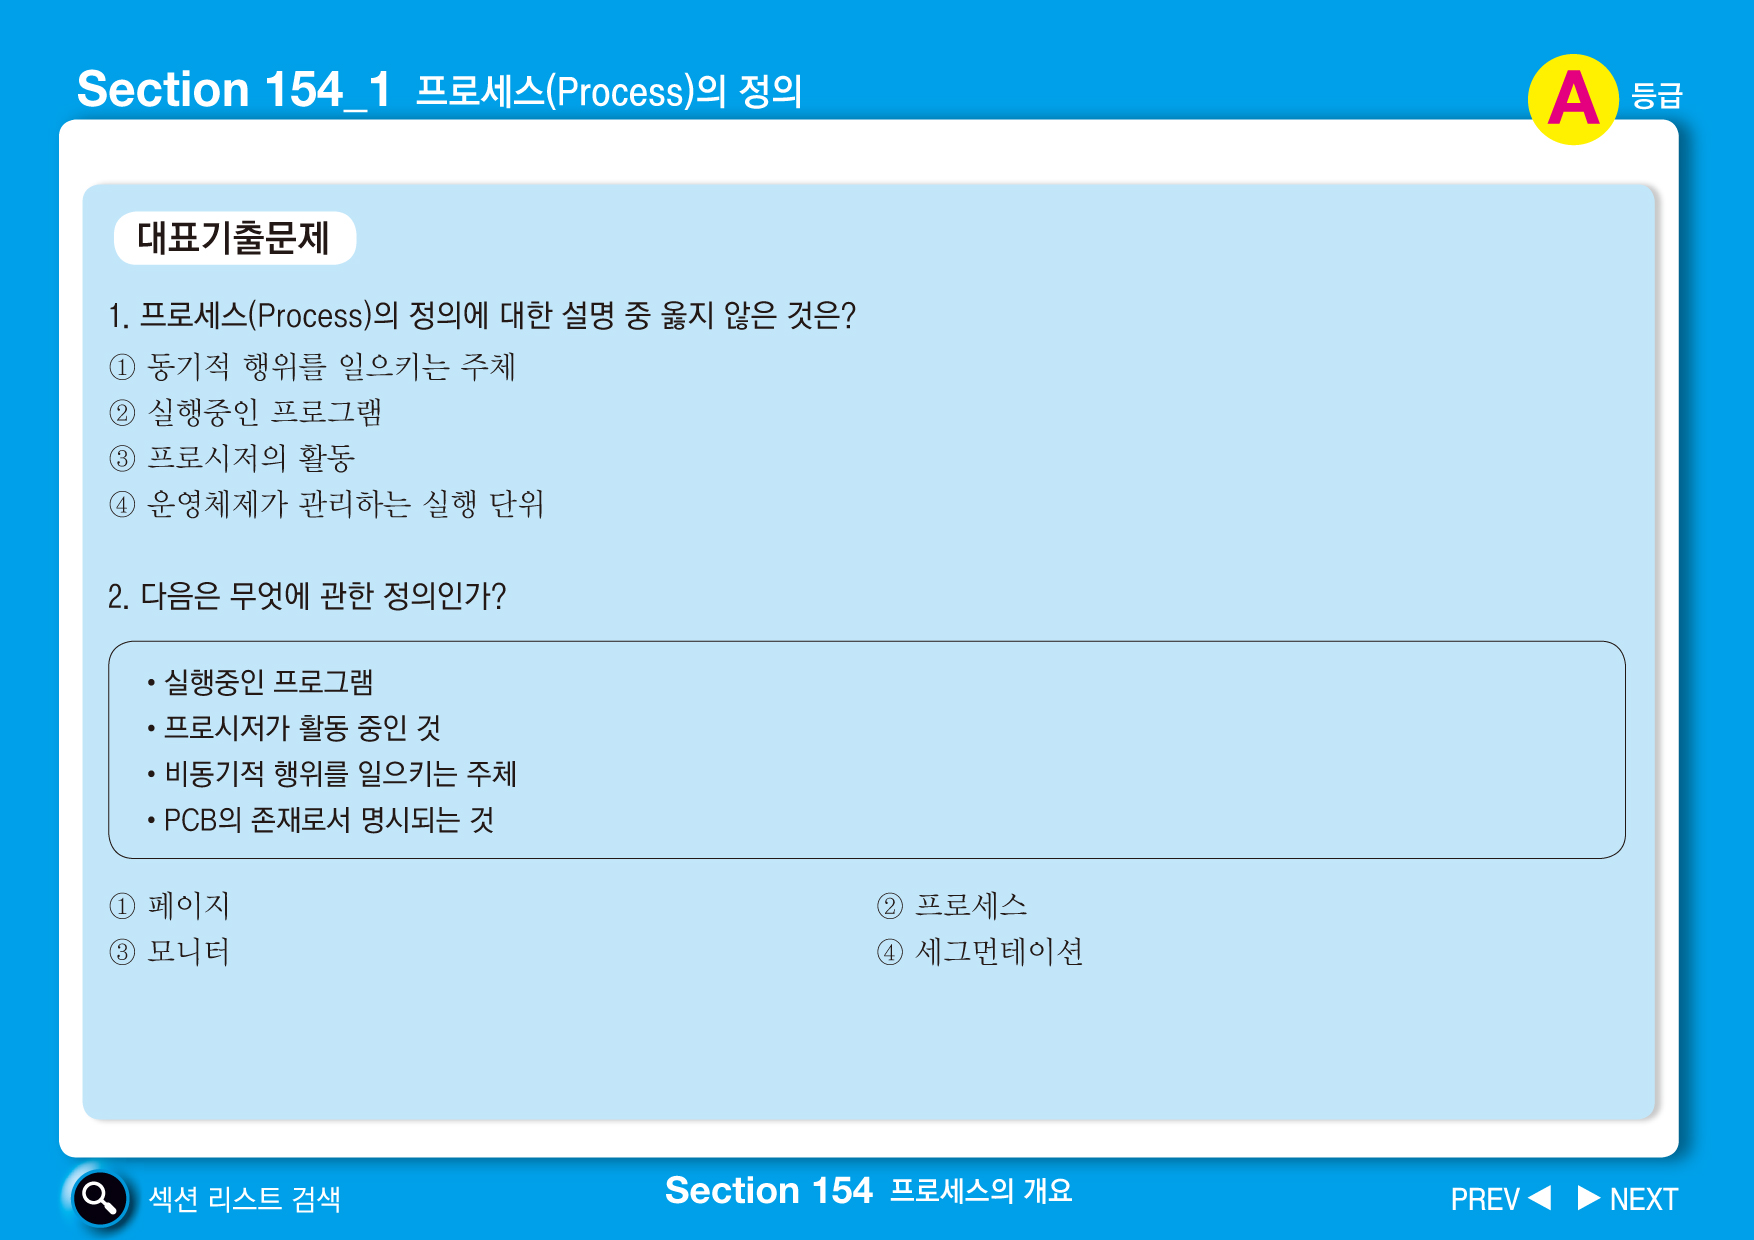 Section 154_1 프로세스(Process)의 정의
A 등급
대표기출문제
1. 프로세스(Process)의 정의에 대한 설명 중 옳지 않은 것은?
① 동기적 행위를 일으키는 주체
② 실행중인 프로그램
③ 프로시저의 활동
④ 운영체제가 관리하는 실행 단위
2. 다음은 무엇에 관한 정의인가?
• 실행중인 프로그램
• 프로시저가 활동 중인 것
• 비동기적 행위를 일으키는 주체
• PCB의 존재로서 명시되는 것
① 페이지 ② 프로세스
③ 모니터 ④ 세그먼테이션
섹션 리스트 검색
Section 154 프로세스의 개요
PREV ◀ ▶ NEXT